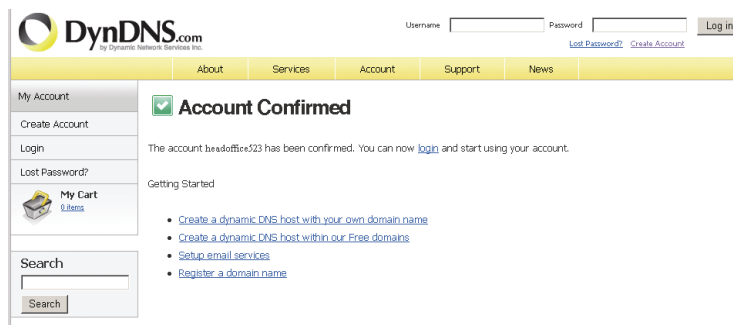 DynDNS.com
by Dynamic Network Services Inc.
Username
Password
Log in
Lost Password? Create Account
About Services Account Support News
My Account
Create Account
Login
Lost Password?
My Cart
0 items
Search
Search
Account Confirmed
The account headoffice523 has been confirmed. You can now login and start using your account.
Getting Started
Create a dynamic DNS host with your own domain name
Create a dynamic DNS host within our Free domains
Setup email services
Register a domain name